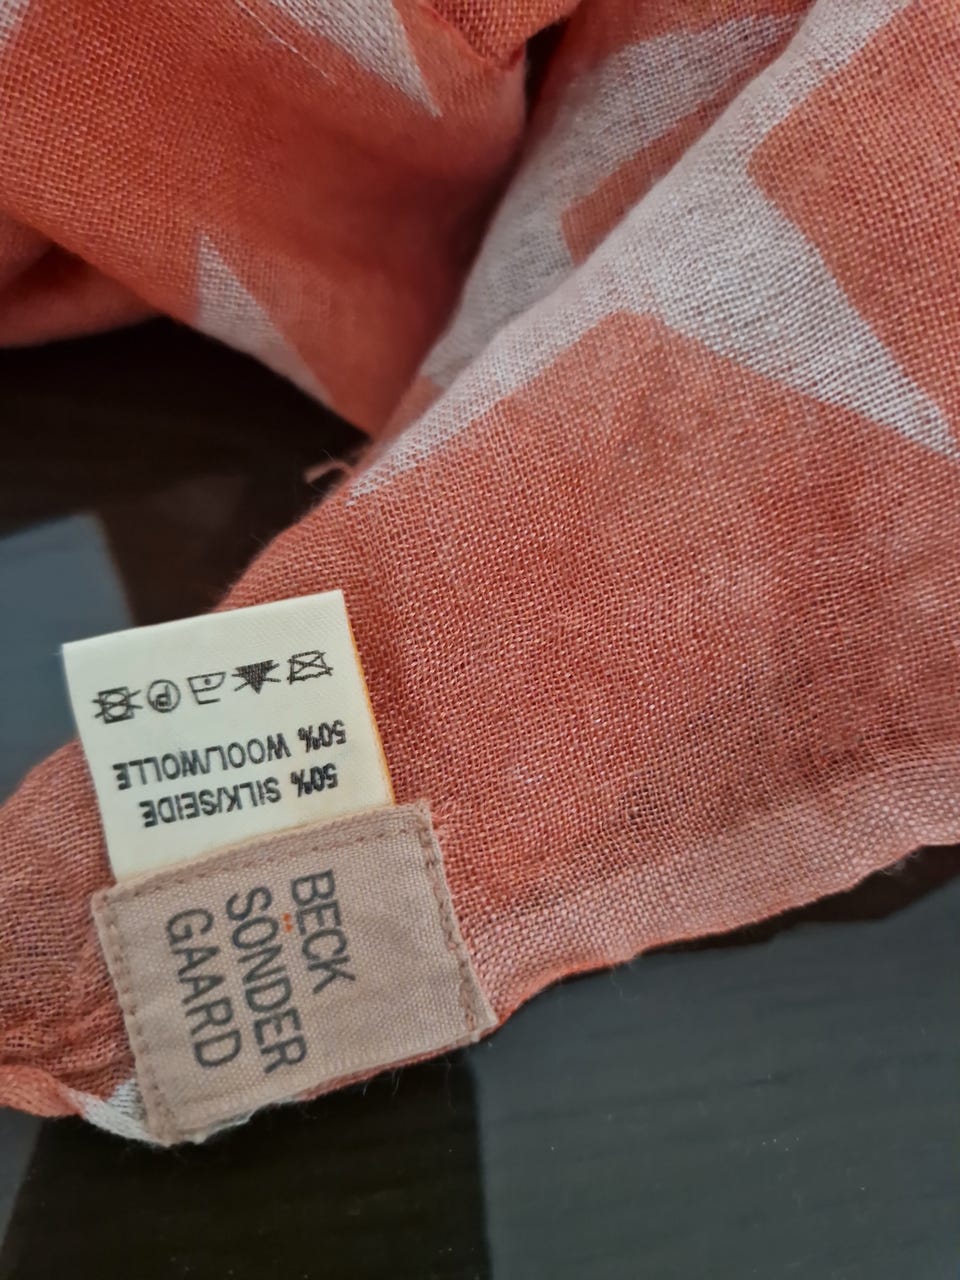 50% SILK/SEIDE
50% WOOL/WOLLE
P
BECK
SÖNDER
GAARD